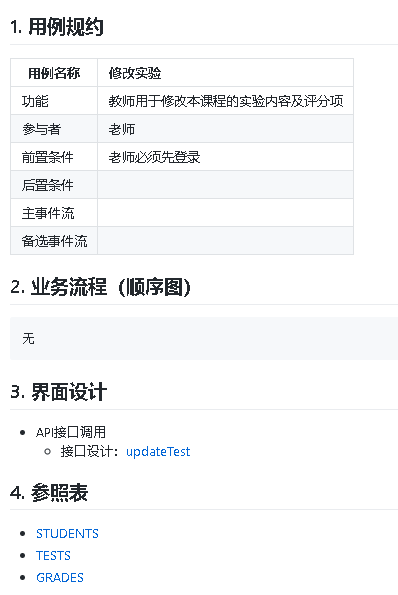 1. 用例规约
用例名称 修改实验
功能 教师用于修改本课程的实验内容及评分项
参与者 老师
前置条件 老师必须先登录
后置条件
主事件流
备选事件流
2. 业务流程（顺序图）
无
3. 界面设计
API接口调用
接口设计：updateTest
4. 参照表
STUDENTS
TESTS
GRADES